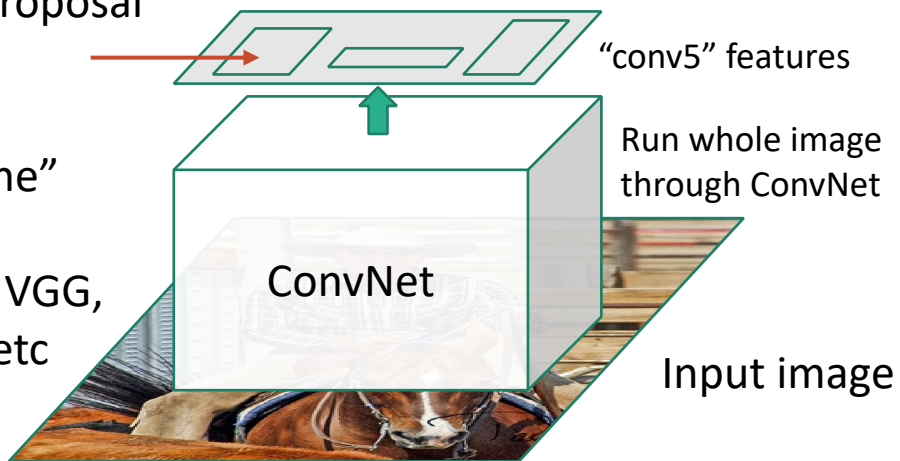 “conv5” features
Run whole image
through ConvNet
VGG,
etc
ConvNet
Input image